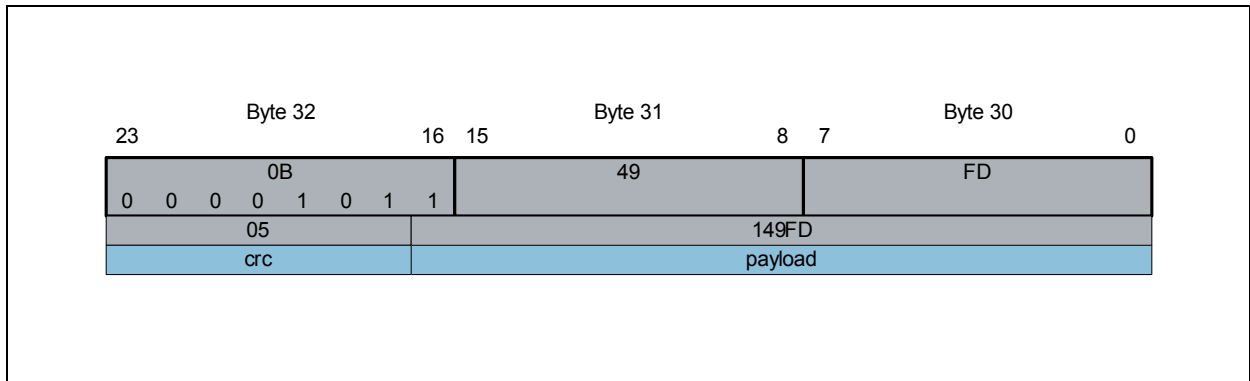 Byte 32 Byte 31 Byte 30
23 16 15 8 7 0
0B 49 FD
0 0 0 0 1 0 1 1
05 149FD
crc payload